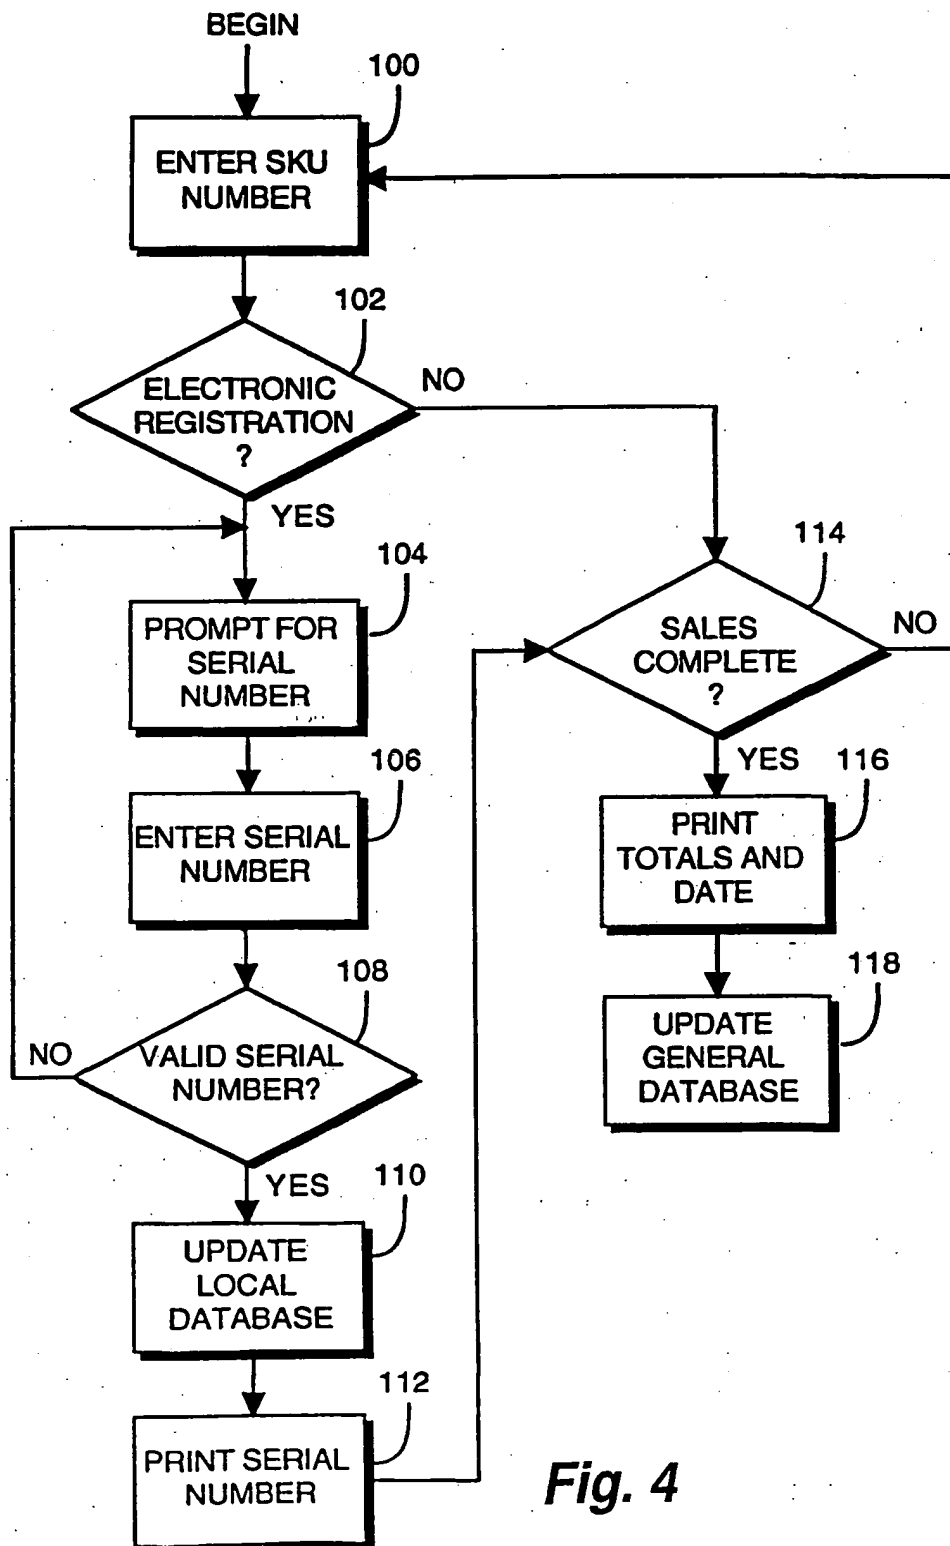 BEGIN
100
ENTER SKU
NUMBER
102
ELECTRONIC
REGISTRATION
?
NO
YES
104
PROMPT FOR
SERIAL
NUMBER
106
ENTER SERIAL
NUMBER
108
VALID SERIAL
NUMBER?
NO
YES
110
UPDATE
LOCAL
DATABASE
112
PRINT SERIAL
NUMBER
114
SALES
COMPLETE
?
NO
YES
116
PRINT
TOTALS AND
DATE
118
UPDATE
GENERAL
DATABASE
Fig. 4